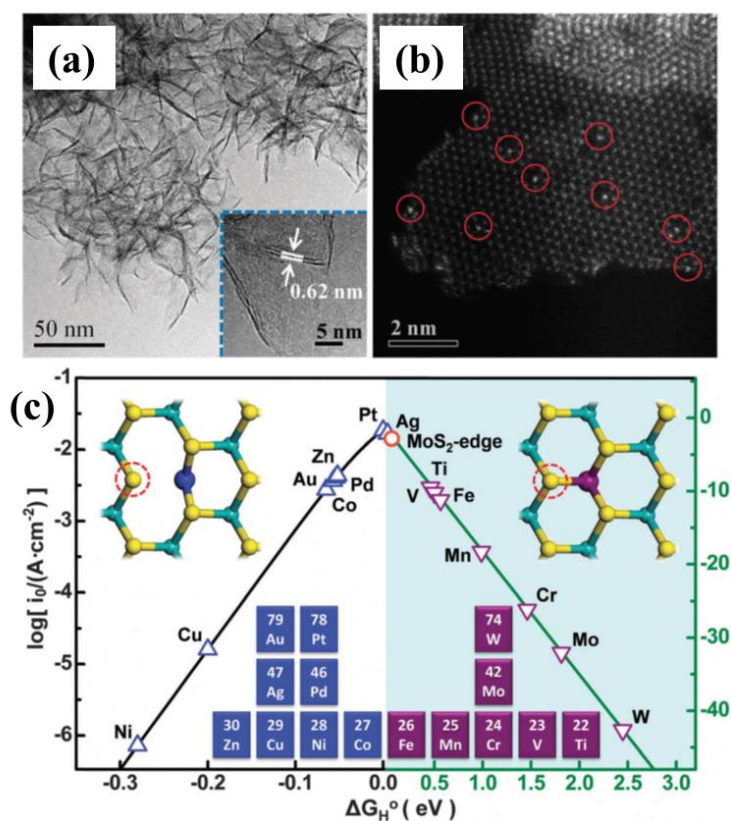 (a)
(b)
0.62 nm
50 nm
5 nm
2 nm
(c)
log[ i₀/(A·cm⁻²) ]
-1
-2
-3
-4
-5
-6
0
-10
-20
-30
-40
Pt
Ag
MoS₂-edge
Zn
Au
Pd
Co
Ti
V
Fe
Mn
Cr
Cu
Mo
Ni
W
79 78 74
Au Pt W
47 46 42
Ag Pd Mo
30 29 28 27 26 25 24 23 22
Zn Cu Ni Co Fe Mn Cr V Ti
-0.3 -0.2 -0.1 0.0 0.5 1.0 1.5 2.0 2.5 3.0
ΔG_H° ( eV )